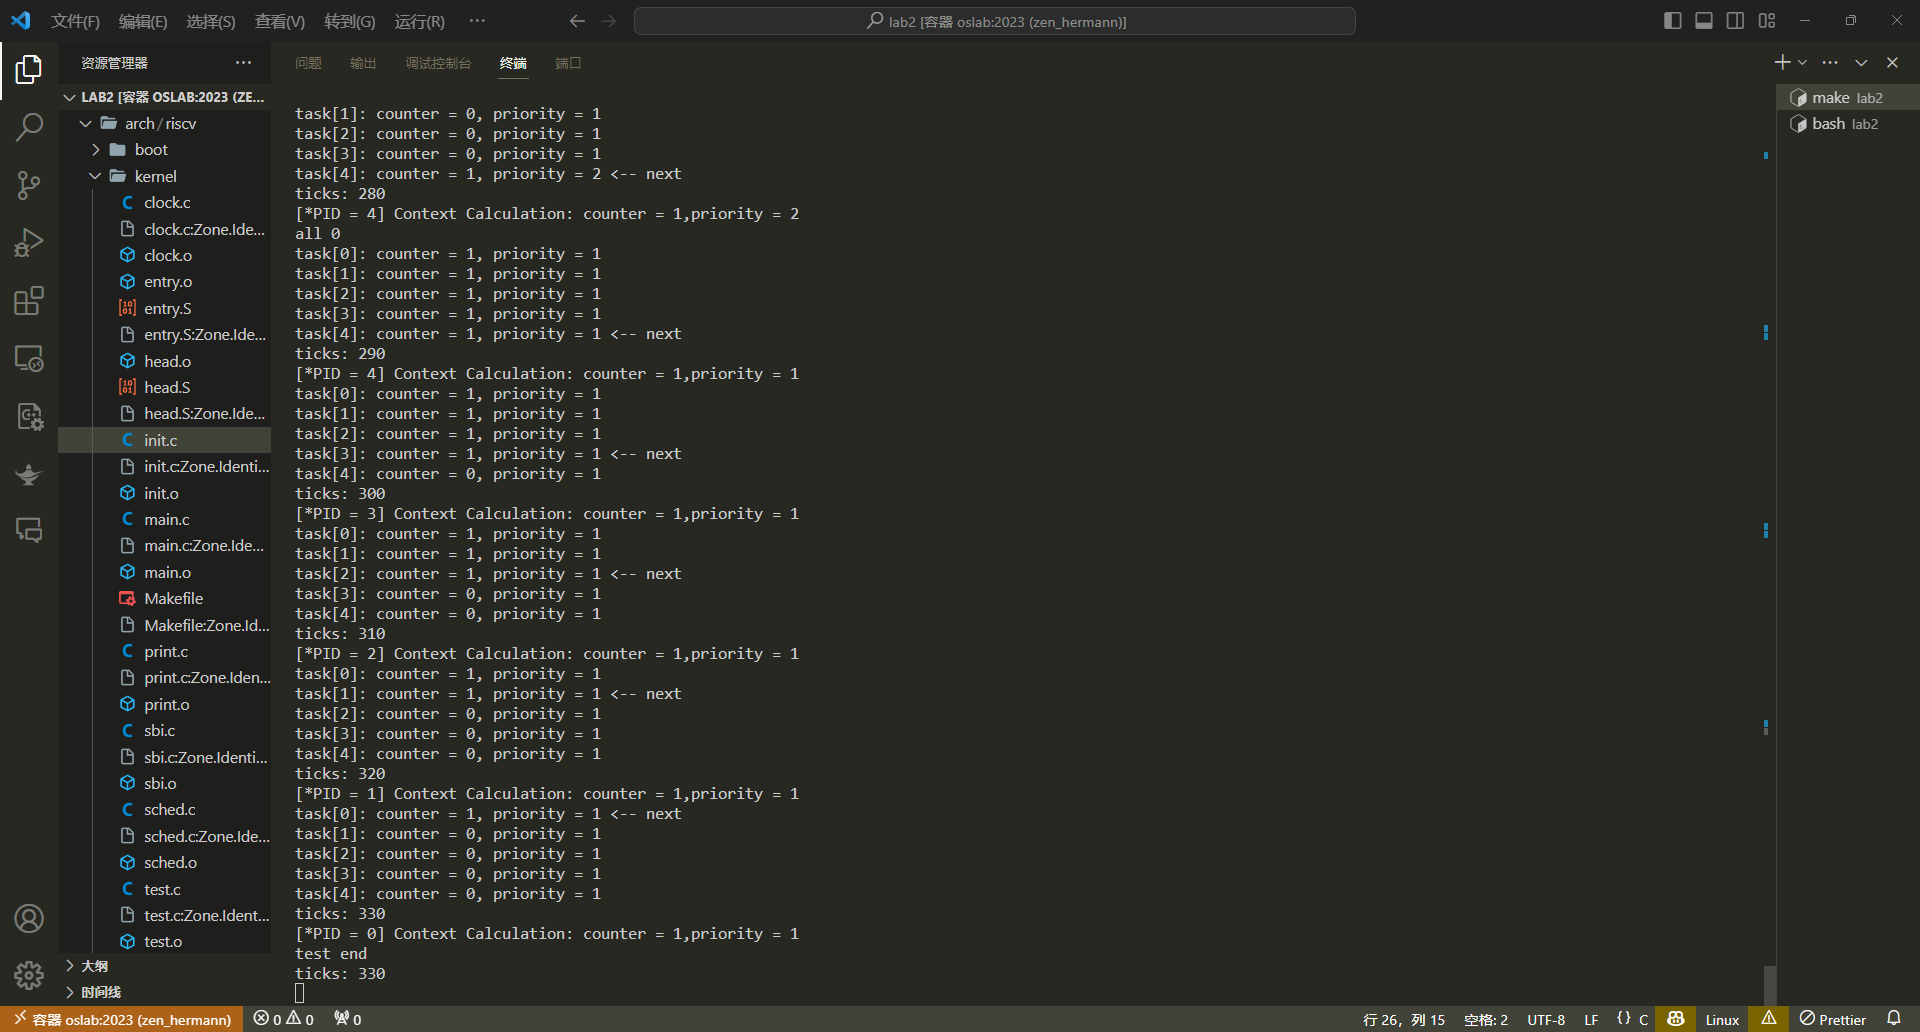 文件(F) 编辑(E) 选择(S) 查看(V) 转到(G) 运行(R) ··· lab2 [容器 oslab:2023 (zen_hermann)]
资源管理器 ···
LAB2 [容器 OSLAB:2023 (ZE...
arch/riscv
boot
kernel
clock.c
clock.c:Zone.Ide...
clock.o
entry.o
entry.S
entry.S:Zone.Ide...
head.o
head.S
head.S:Zone.Ide...
init.c
init.c:Zone.Identi...
init.o
main.c
main.c:Zone.Ide...
main.o
Makefile
Makefile:Zone.Id...
print.c
print.c:Zone.Iden...
print.o
sbi.c
sbi.c:Zone.Identi...
sbi.o
sched.c
sched.c:Zone.Ide...
sched.o
test.c
test.c:Zone.Ident...
test.o
大纲
时间线
问题 输出 调试控制台 终端 端口
task[1]: counter = 0, priority = 1
task[2]: counter = 0, priority = 1
task[3]: counter = 0, priority = 1
task[4]: counter = 1, priority = 2 <-- next
ticks: 280
[*PID = 4] Context Calculation: counter = 1,priority = 2
all 0
task[0]: counter = 1, priority = 1
task[1]: counter = 1, priority = 1
task[2]: counter = 1, priority = 1
task[3]: counter = 1, priority = 1
task[4]: counter = 1, priority = 1 <-- next
ticks: 290
[*PID = 4] Context Calculation: counter = 1,priority = 1
task[0]: counter = 1, priority = 1
task[1]: counter = 1, priority = 1
task[2]: counter = 1, priority = 1
task[3]: counter = 1, priority = 1 <-- next
task[4]: counter = 0, priority = 1
ticks: 300
[*PID = 3] Context Calculation: counter = 1,priority = 1
task[0]: counter = 1, priority = 1
task[1]: counter = 1, priority = 1
task[2]: counter = 1, priority = 1 <-- next
task[3]: counter = 0, priority = 1
task[4]: counter = 0, priority = 1
ticks: 310
[*PID = 2] Context Calculation: counter = 1,priority = 1
task[0]: counter = 1, priority = 1
task[1]: counter = 1, priority = 1 <-- next
task[2]: counter = 0, priority = 1
task[3]: counter = 0, priority = 1
task[4]: counter = 0, priority = 1
ticks: 320
[*PID = 1] Context Calculation: counter = 1,priority = 1
task[0]: counter = 1, priority = 1 <-- next
task[1]: counter = 0, priority = 1
task[2]: counter = 0, priority = 1
task[3]: counter = 0, priority = 1
task[4]: counter = 0, priority = 1
ticks: 330
[*PID = 0] Context Calculation: counter = 1,priority = 1
test end
ticks: 330
make lab2
bash lab2
容器 oslab:2023 (zen_hermann) 0 0 0 行 26, 列 15 空格: 2 UTF-8 LF {} C Linux Prettier